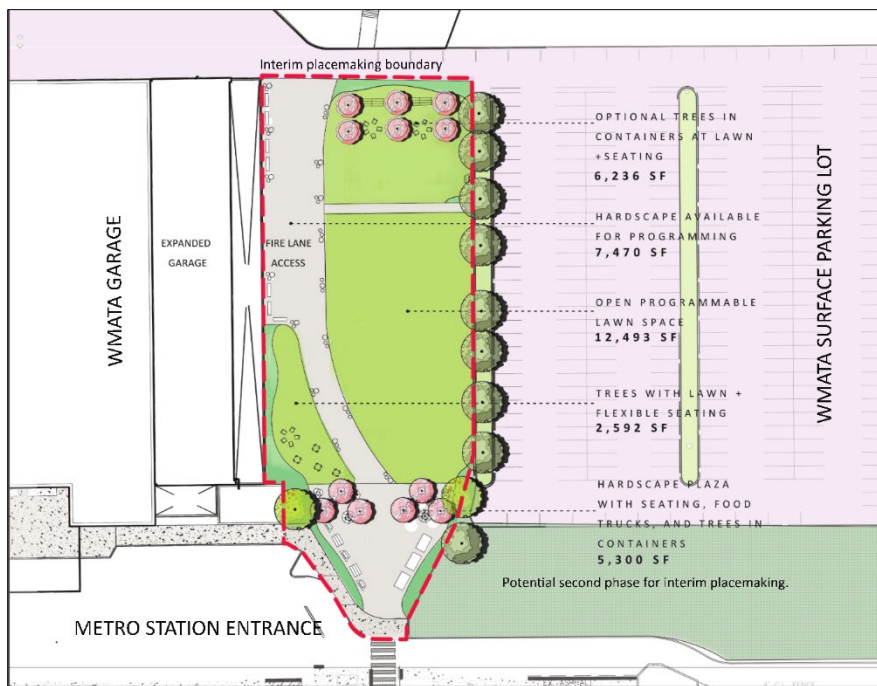 Interim placemaking boundary
OPTIONAL TREES IN
CONTAINERS AT LAWN
+SEATING
6,236 SF
WMATA GARAGE
EXPANDED
GARAGE
FIRE LANE
ACCESS
HARDSCAPE AVAILABLE
FOR PROGRAMMING
7,470 SF
WMATA SURFACE PARKING LOT
OPEN PROGRAMMABLE
LAWN SPACE
12,493 SF
TREES WITH LAWN +
FLEXIBLE SEATING
2,592 SF
HARDSCAPE PLAZA
WITH SEATING, FOOD
TRUCKS, AND TREES IN
CONTAINERS
5,300 SF
Potential second phase for interim placemaking.
METRO STATION ENTRANCE
EX. ASPHALT